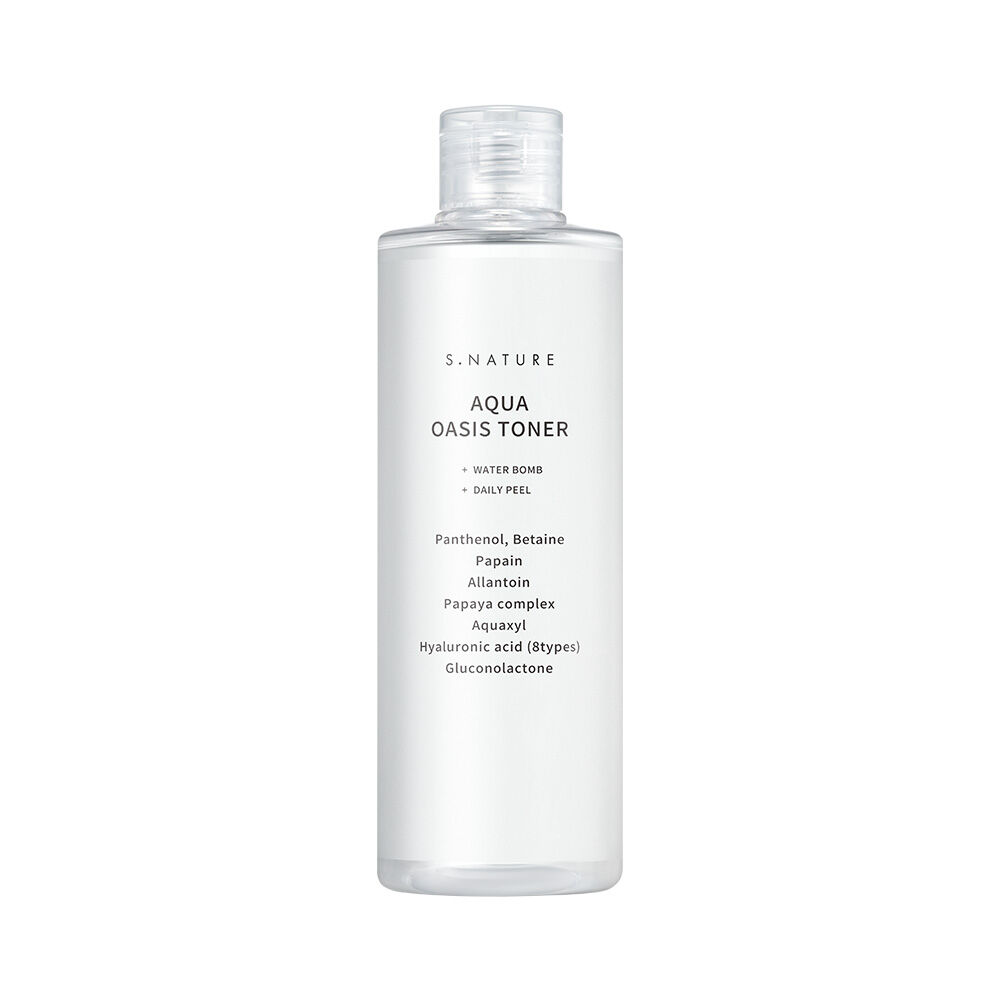 S.NATURE
AQUA
OASIS TONER
+ WATER BOMB
+ DAILY PEEL
Panthenol, Betaine
Papain
Allantoin
Papaya complex
Aquaxyl
Hyaluronic acid (8types)
Gluconolactone